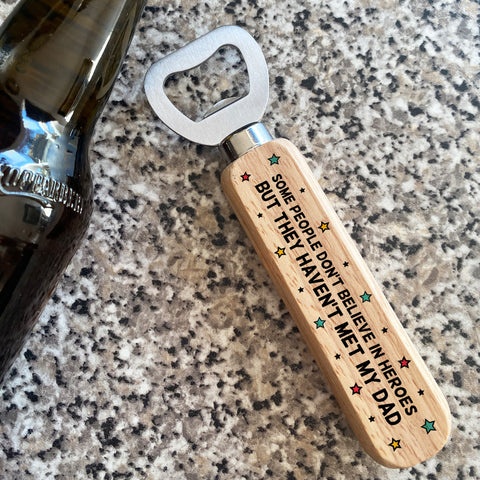 SOME PEOPLE DON'T BELIEVE IN HEROES
BUT THEY HAVEN'T MET MY DAD